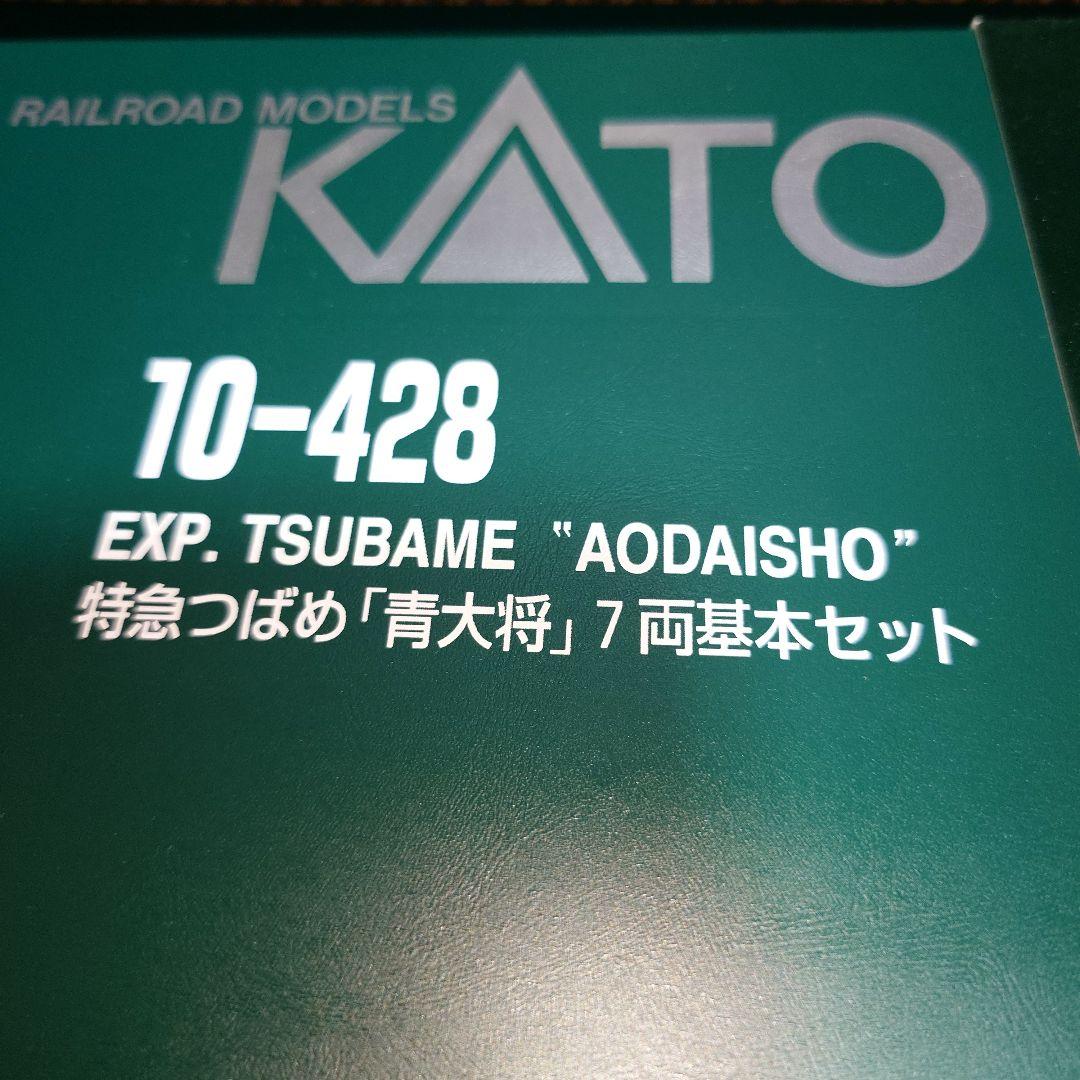 RAILROAD MODELS
KATO
10-428
EXP. TSUBAME “AODAISHO”
特急つばめ「青大将」7両基本セット